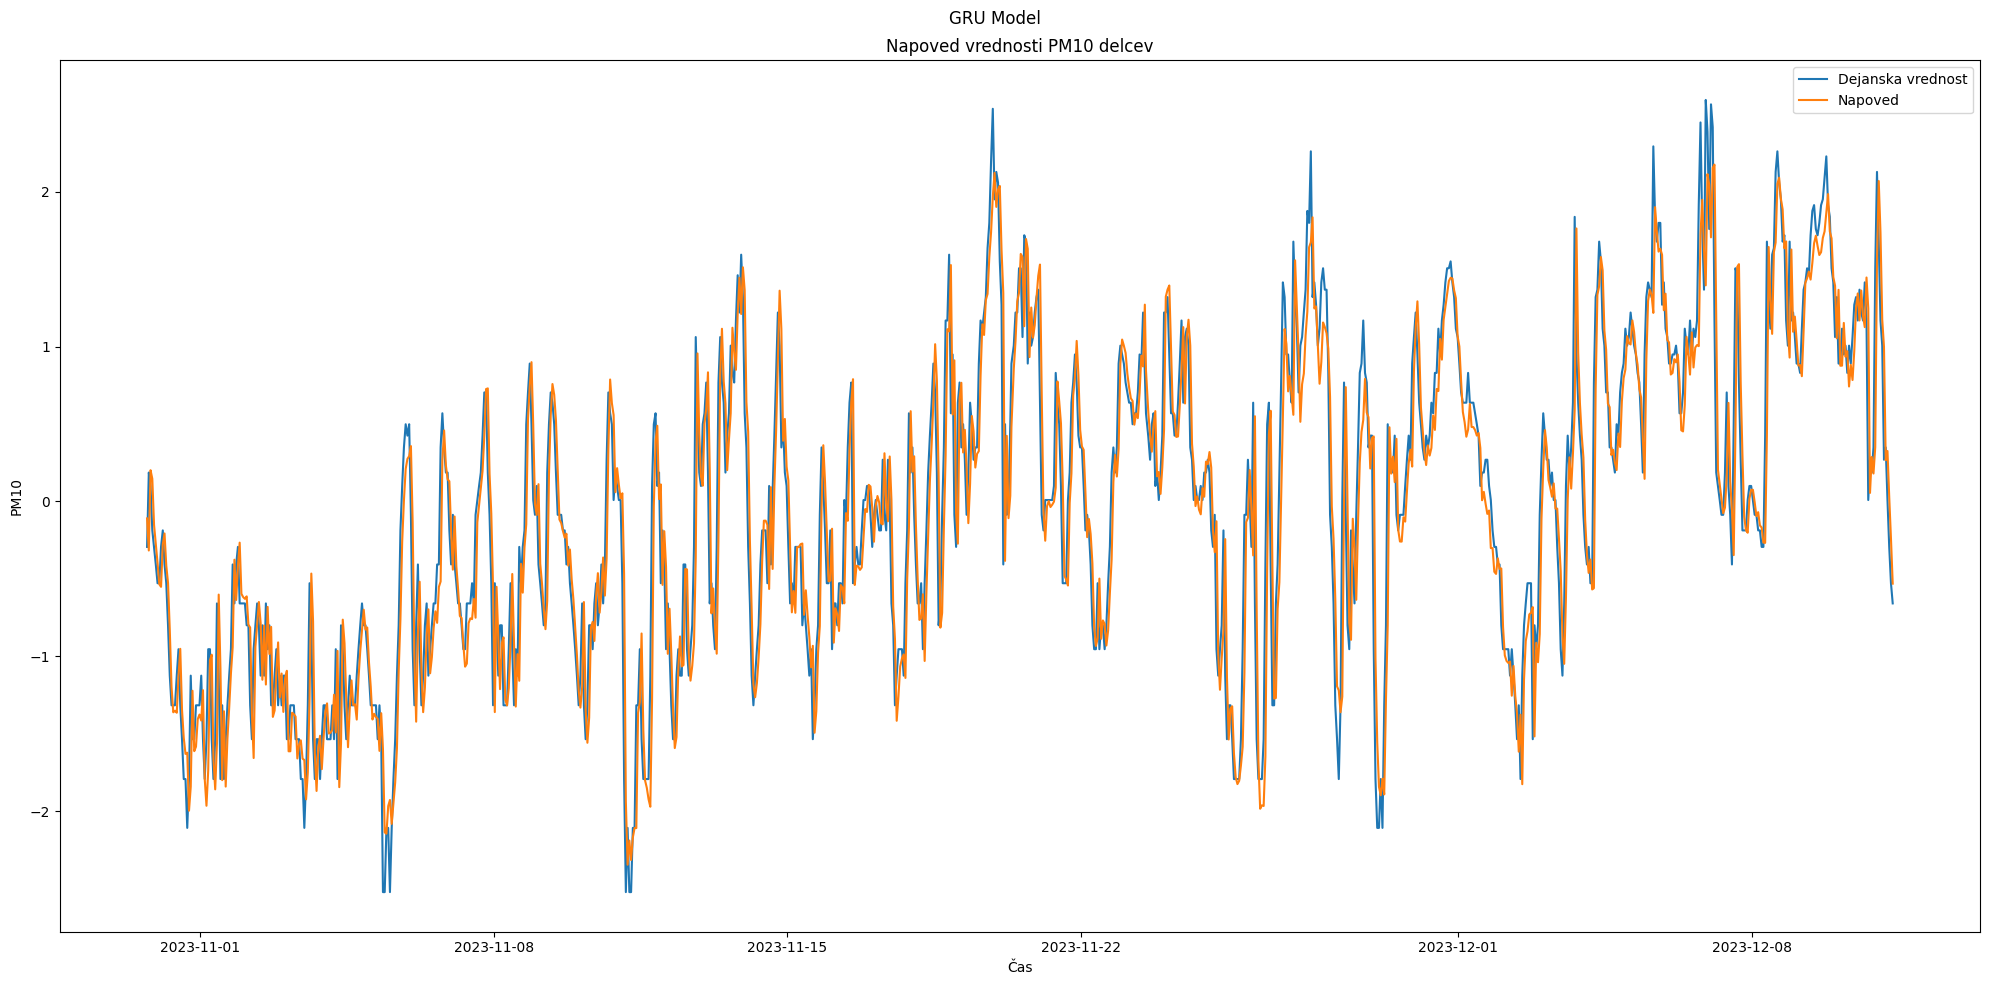 GRU Model
Napoved vrednosti PM10 delcev
Dejanska vrednost
Napoved
PM10
2
1
0
−1
−2
2023-11-01
2023-11-08
2023-11-15
2023-11-22
2023-12-01
2023-12-08
Čas